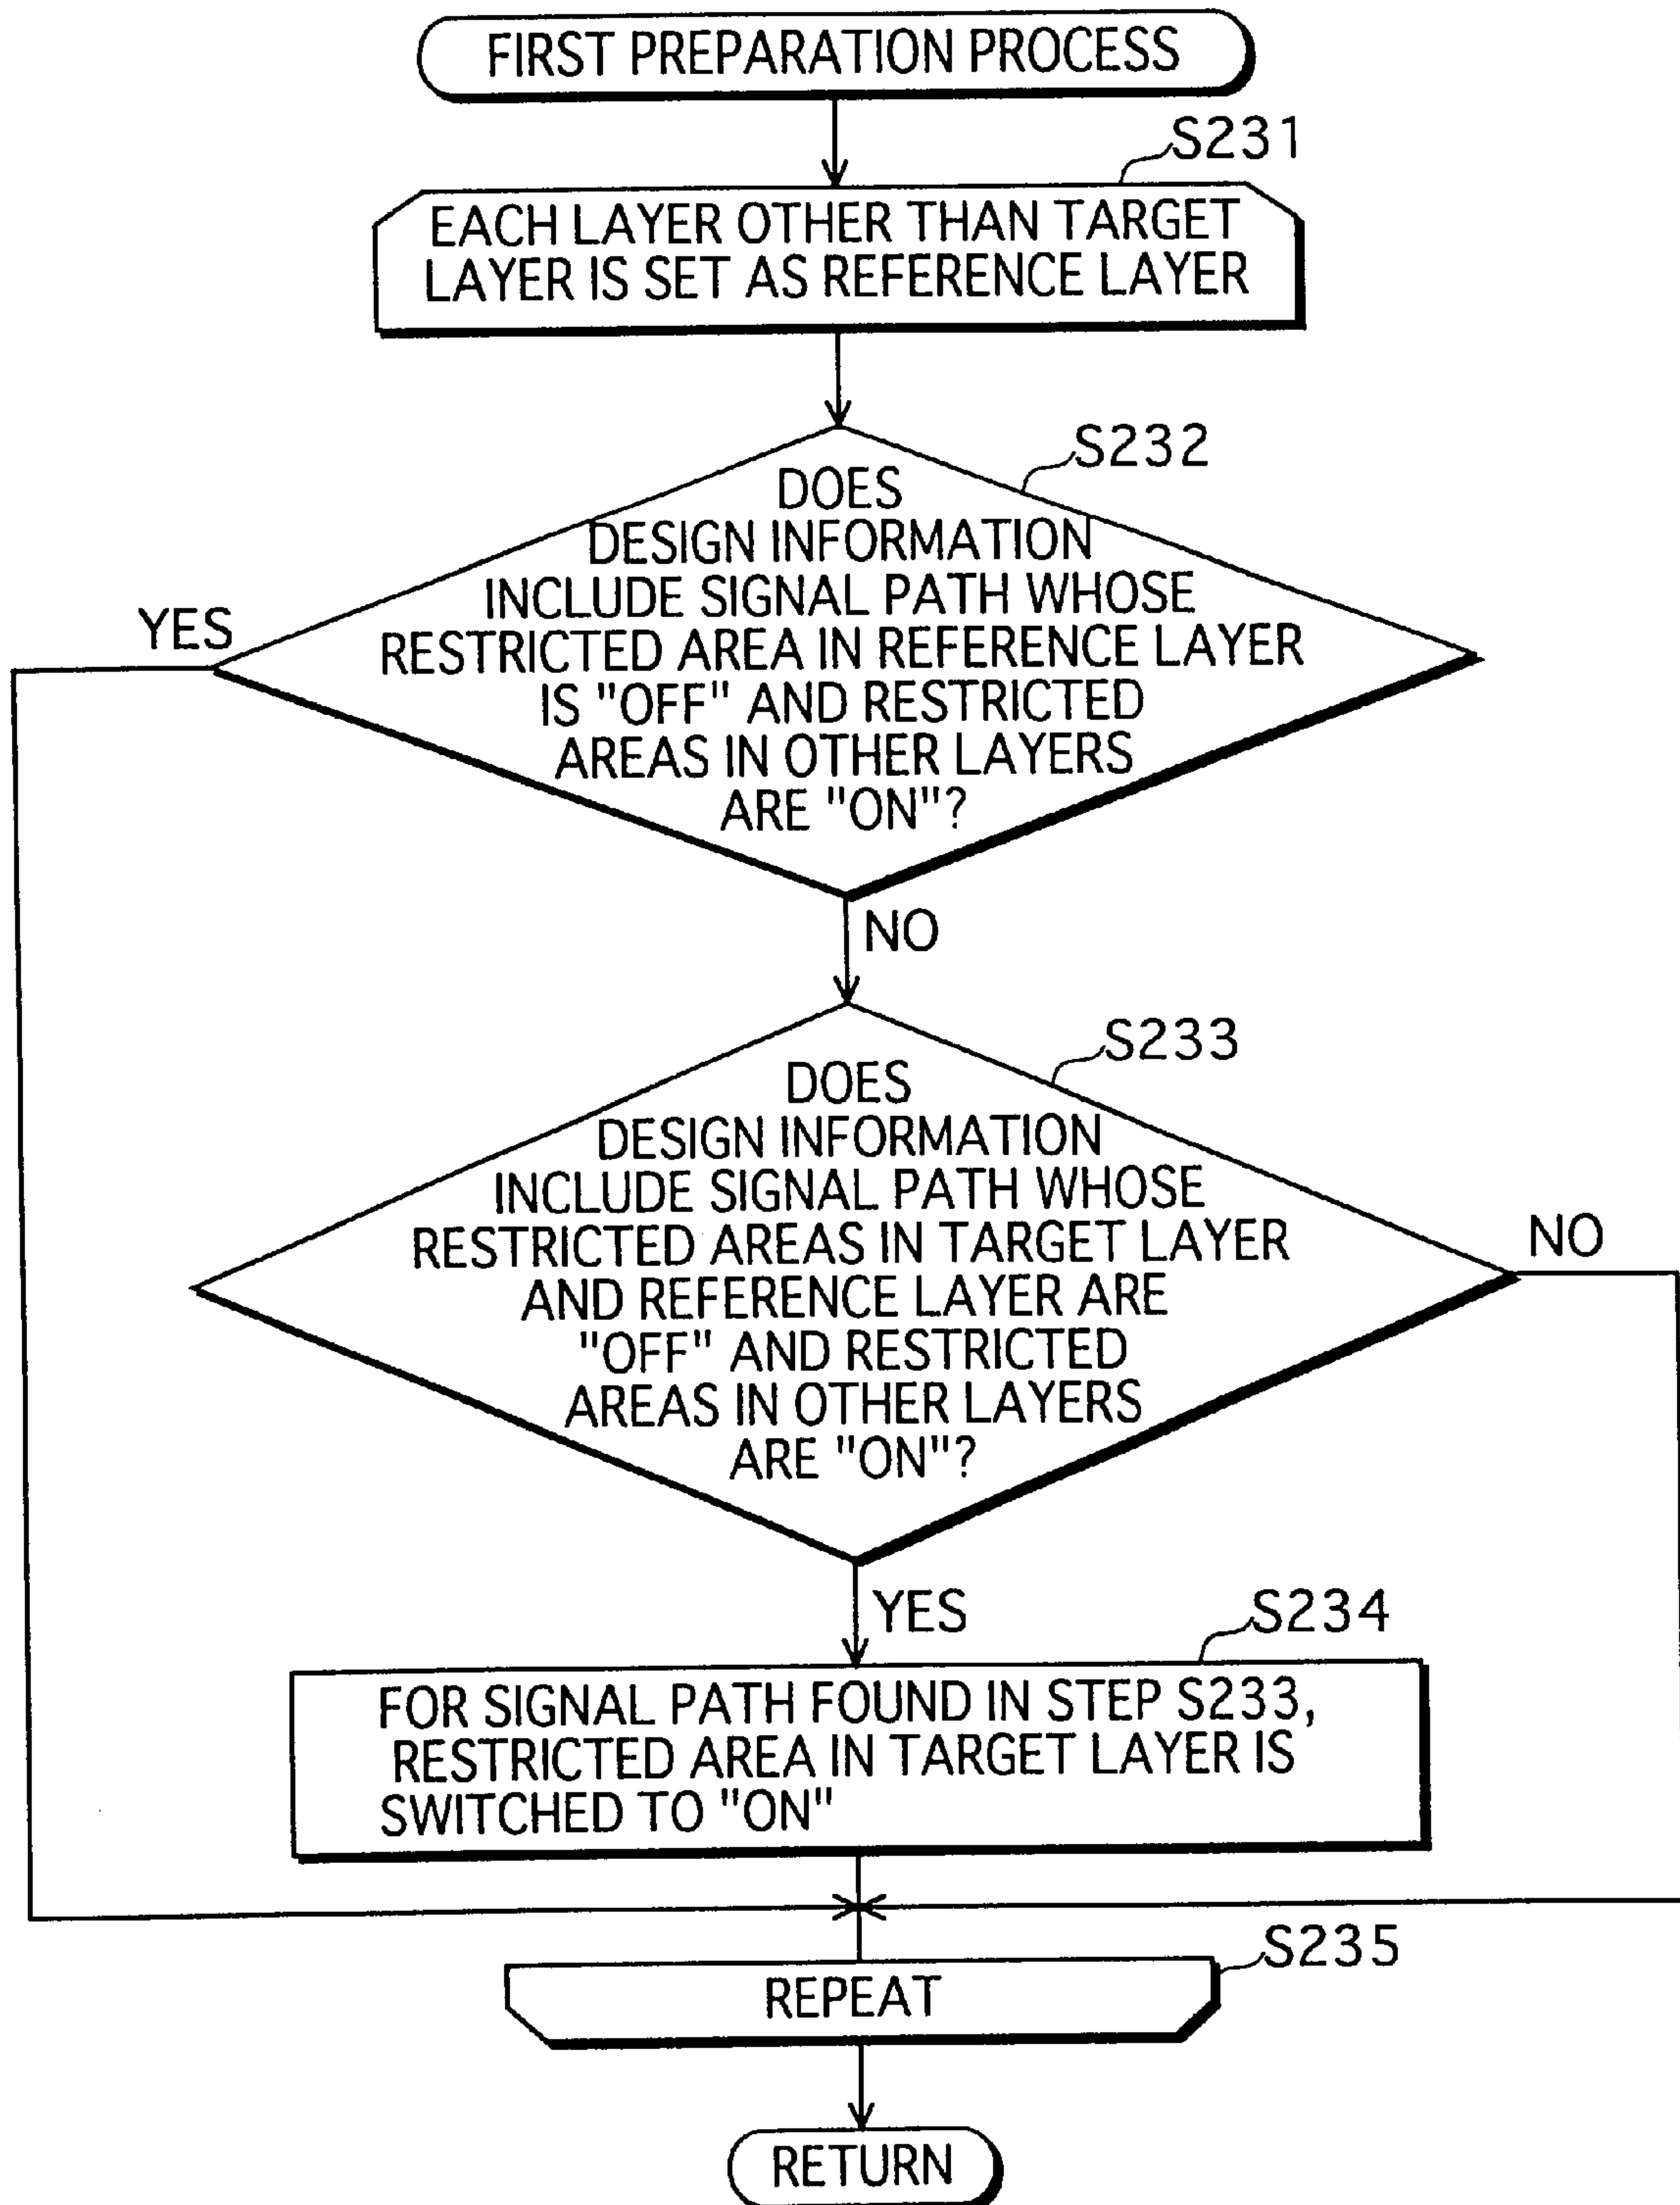 FIRST PREPARATION PROCESS
S231
EACH LAYER OTHER THAN TARGET
LAYER IS SET AS REFERENCE LAYER
S232
DOES
DESIGN INFORMATION
INCLUDE SIGNAL PATH WHOSE
RESTRICTED AREA IN REFERENCE LAYER
IS "OFF" AND RESTRICTED
AREAS IN OTHER LAYERS
ARE "ON"?
YES
NO
S233
DOES
DESIGN INFORMATION
INCLUDE SIGNAL PATH WHOSE
RESTRICTED AREAS IN TARGET LAYER
AND REFERENCE LAYER ARE
"OFF" AND RESTRICTED
AREAS IN OTHER LAYERS
ARE "ON"?
NO
YES
S234
FOR SIGNAL PATH FOUND IN STEP S233,
RESTRICTED AREA IN TARGET LAYER IS
SWITCHED TO "ON"
S235
REPEAT
RETURN